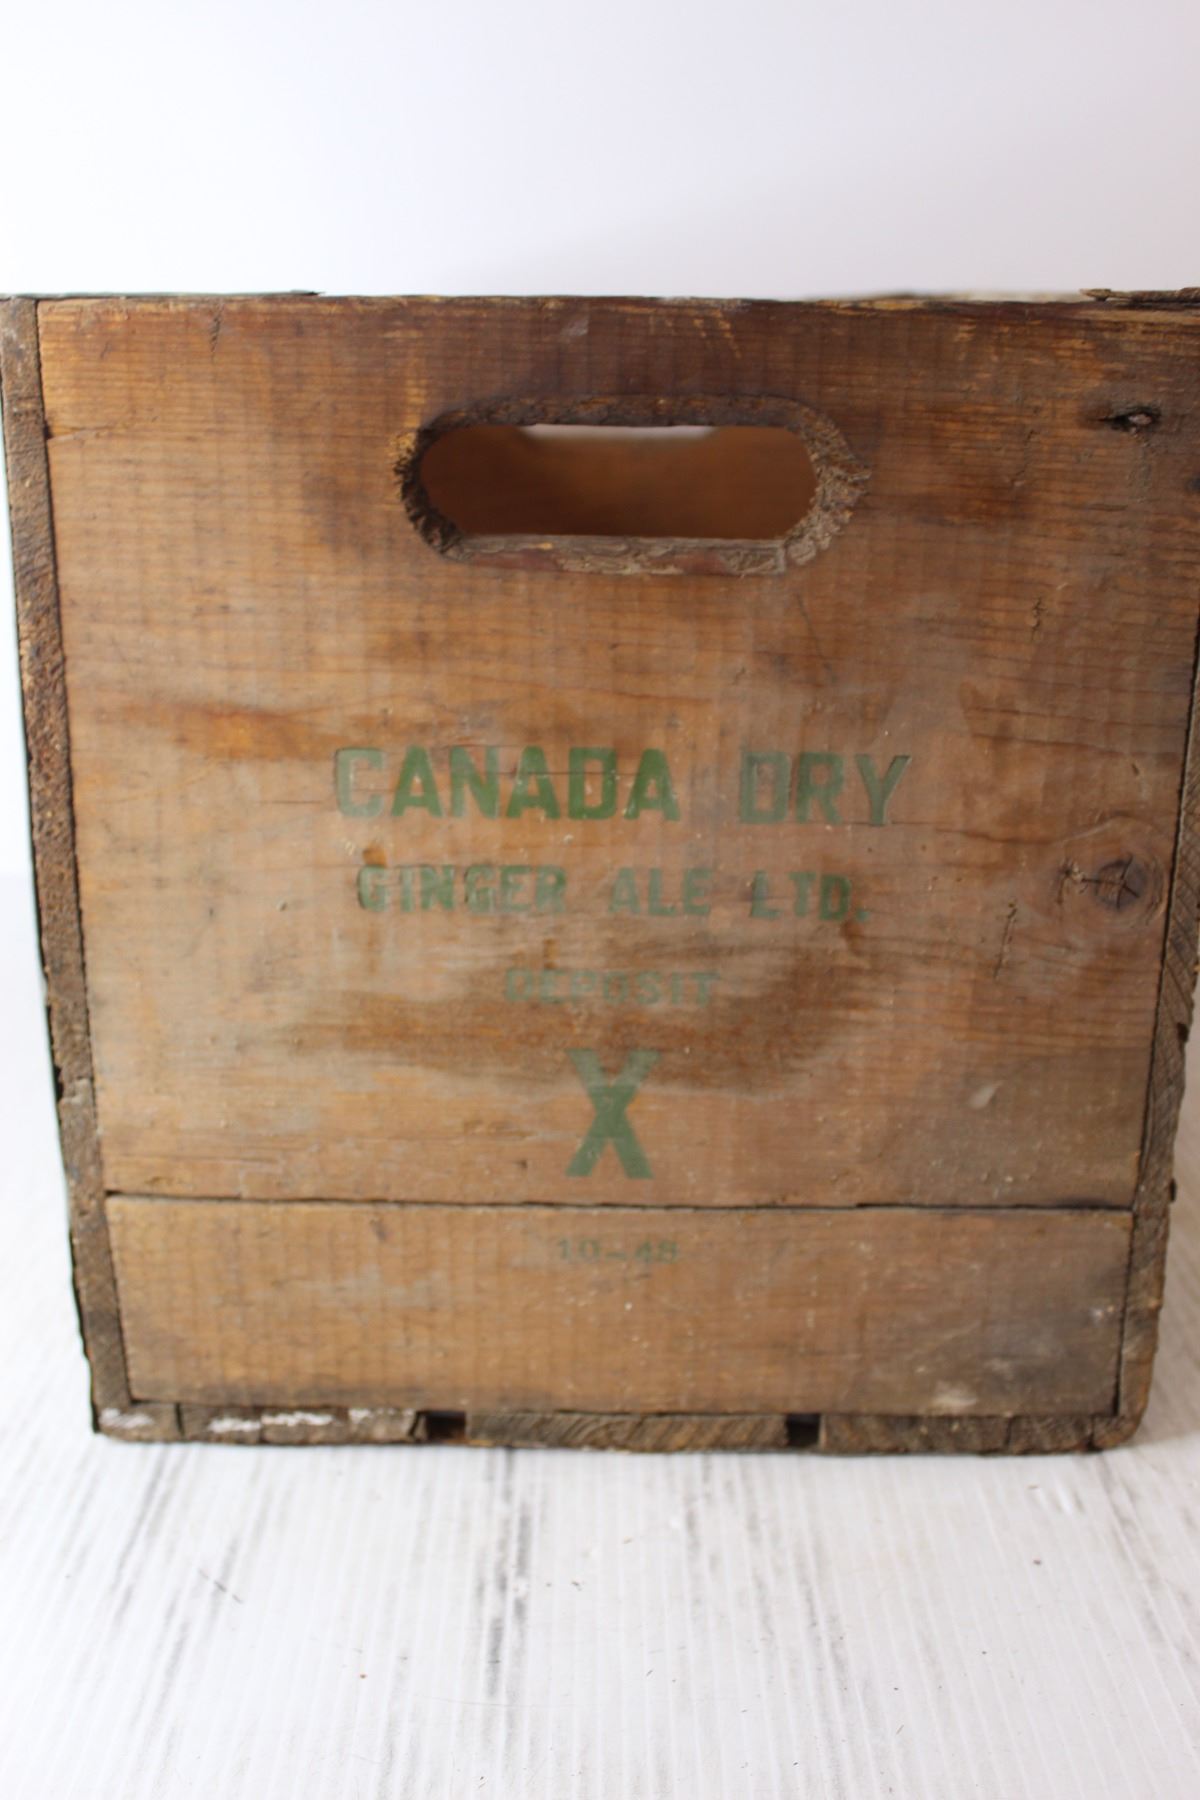 CANADA DRY
GINGER ALE LTD.
DEPOSIT
X
10-48